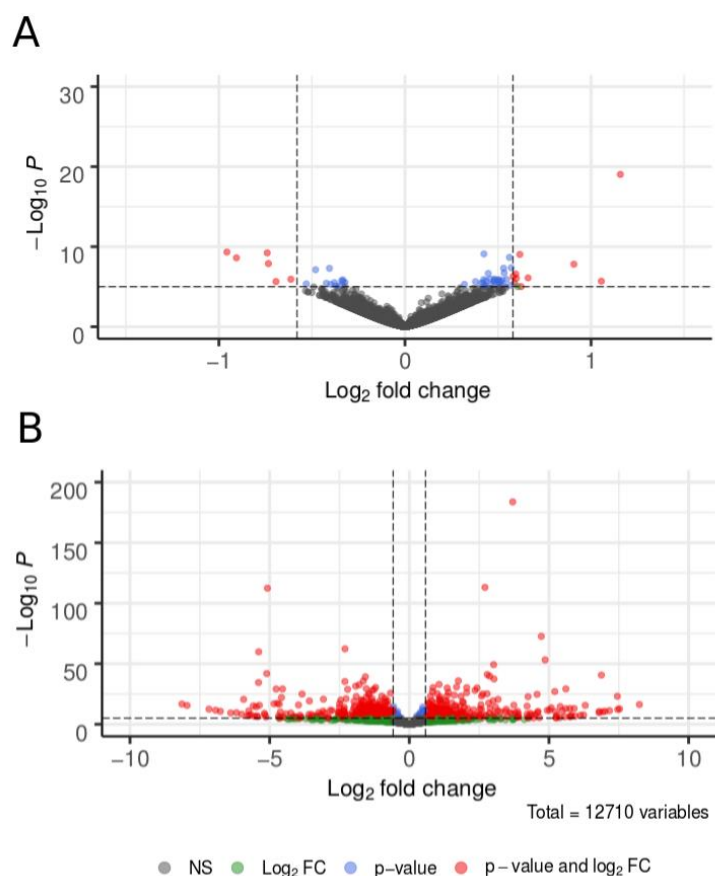 A
30
20
10
0
−Log₁₀ P
−1 0 1
Log₂ fold change
B
200
150
100
50
0
−Log₁₀ P
−10 −5 0 5 10
Log₂ fold change
Total = 12710 variables
NS Log₂ FC p−value p − value and log₂ FC